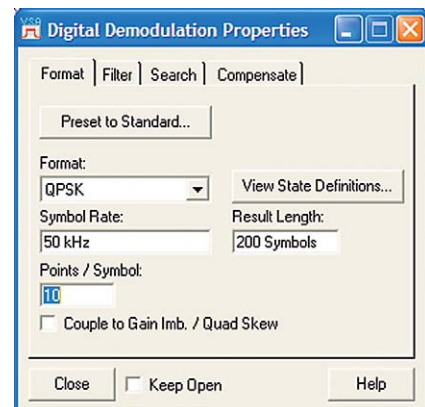 VSA Digital Demodulation Properties
Format Filter Search Compensate
Preset to Standard...
Format:
QPSK View State Definitions...
Symbol Rate: Result Length:
50 kHz 200 Symbols
Points / Symbol:
10
Couple to Gain Imb. / Quad Skew
Close Keep Open Help